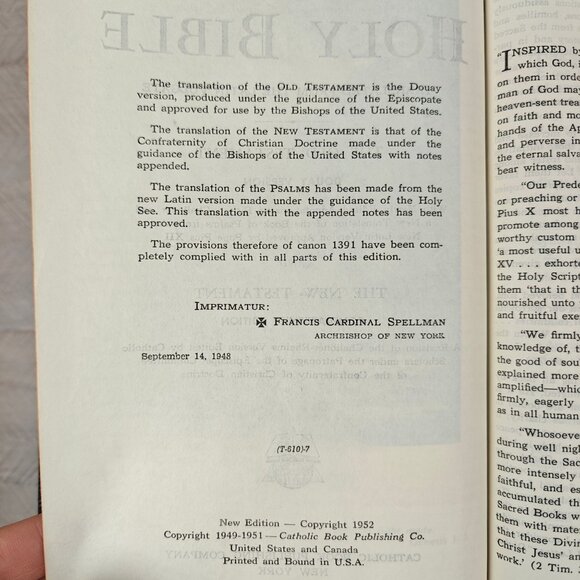 HOLY BIBLE
The translation of the OLD TESTAMENT is the Douay
version, produced under the guidance of the Episcopate
and approved for use by the Bishops of the United States.
The translation of the NEW TESTAMENT is that of the
Confraternity of Christian Doctrine made under the
guidance of the Bishops of the United States with notes
appended.
The translation of the PSALMS has been made from the
new Latin version made under the guidance of the Holy
See. This translation with the appended notes has been
approved.
The provisions therefore of canon 1391 have been com-
pletely complied with in all parts of this edition.
IMPRIMATUR:
✠ FRANCIS CARDINAL SPELLMAN
ARCHBISHOP OF NEW YORK
September 14, 1948
(T-610)-7
New Edition — Copyright 1952
Copyright 1949-1951—Catholic Book Publishing Co.
United States and Canada
Printed and Bound in U.S.A.
"INSPIRED by
which God, i
on them in orde
man of God may
heaven-sent trea
on faith and mo
hands of the Ap
and perverse in
the eternal salva
bear witness.
"Our Pred
or preaching or
Pius X most h
promote among
worthy custom
'a most useful u
XV . . . exhorte
the Holy Script
them 'that in th
nourished unto
and fruitful exe
"We firmly
knowledge of, t
the good of sou
explained more
amplified—whic
firmly, eagerly
as in all human
"Whosoeve
during well nigh
through the Sac
more intensely
faithful, and es
accumulated th
Sacred Books w
them with mater
that these Divin
Christ Jesus' an
work.' (2 Tim. 3